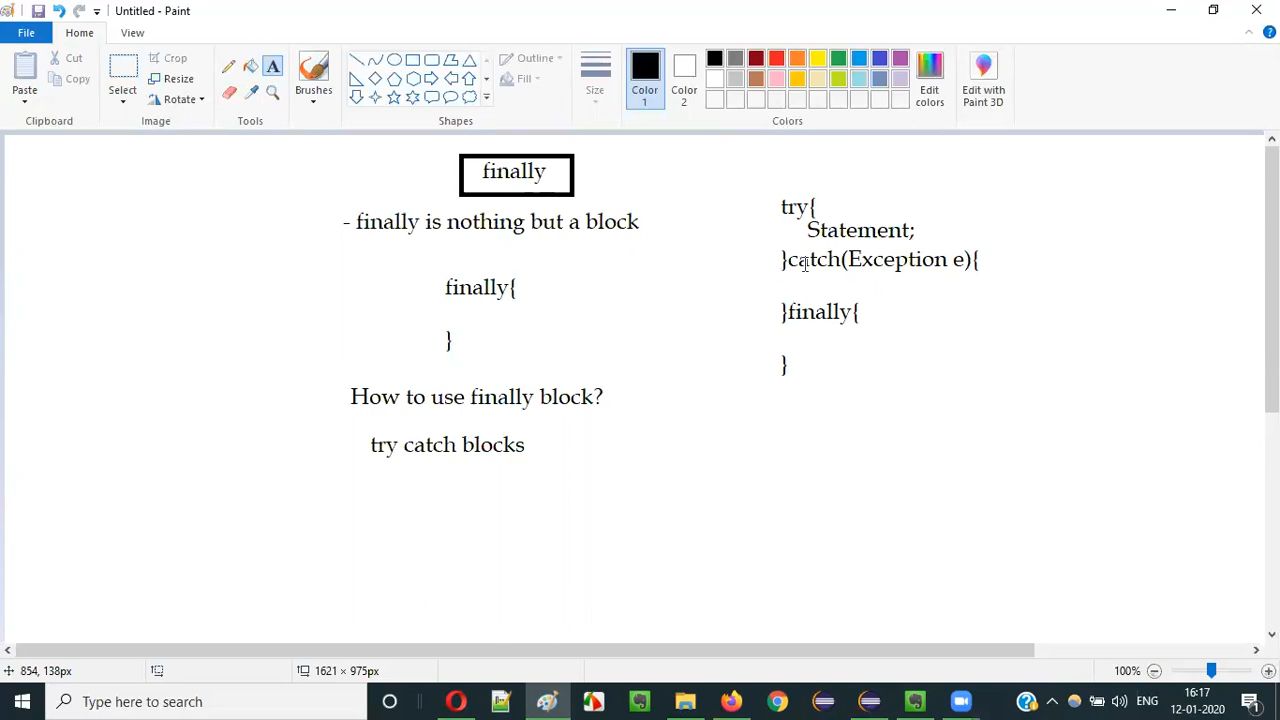 Untitled - Paint
File
Home
View
Paste
Cut
Copy
Clipboard
Select
Crop
Resize
Rotate
Image
A
Tools
Brushes
Outline
Fill
Shapes
Size
Color 1
Color 2
Edit colors
Edit with Paint 3D
Colors
finally
- finally is nothing but a block
finally{
}
How to use finally block?
try catch blocks
try{
Statement;
}catch(Exception e){
}finally{
}
854, 138px
1621 × 975px
100%
Type here to search
ENG
16:17
12-01-2020
1